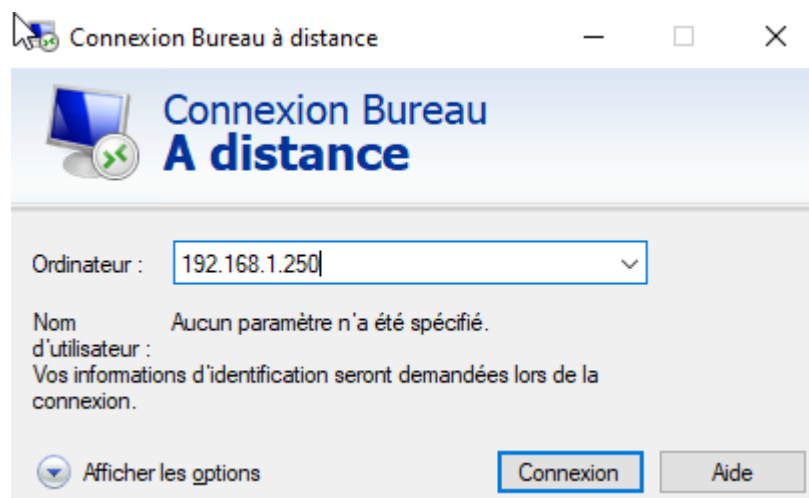 Connexion Bureau à distance
Connexion Bureau
A distance
Ordinateur : 192.168.1.250
Nom Aucun paramètre n'a été spécifié.
d'utilisateur :
Vos informations d'identification seront demandées lors de la
connexion.
Afficher les options Connexion Aide